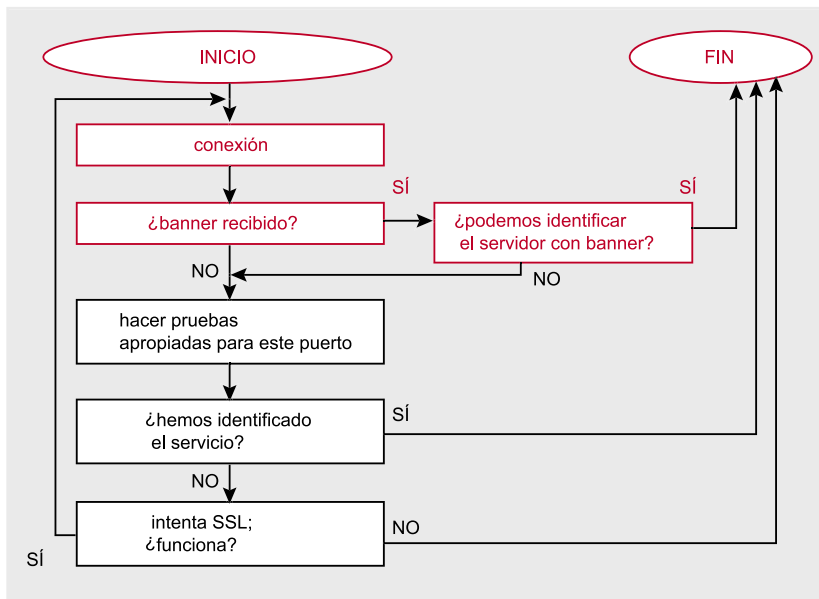 INICIO
FIN
conexión
SÍ
SÍ
¿banner recibido?
¿podemos identificar
el servidor con banner?
NO
NO
hacer pruebas
apropiadas para este puerto
¿hemos identificado
el servicio?
SÍ
NO
intenta SSL;
¿funciona?
NO
SÍ